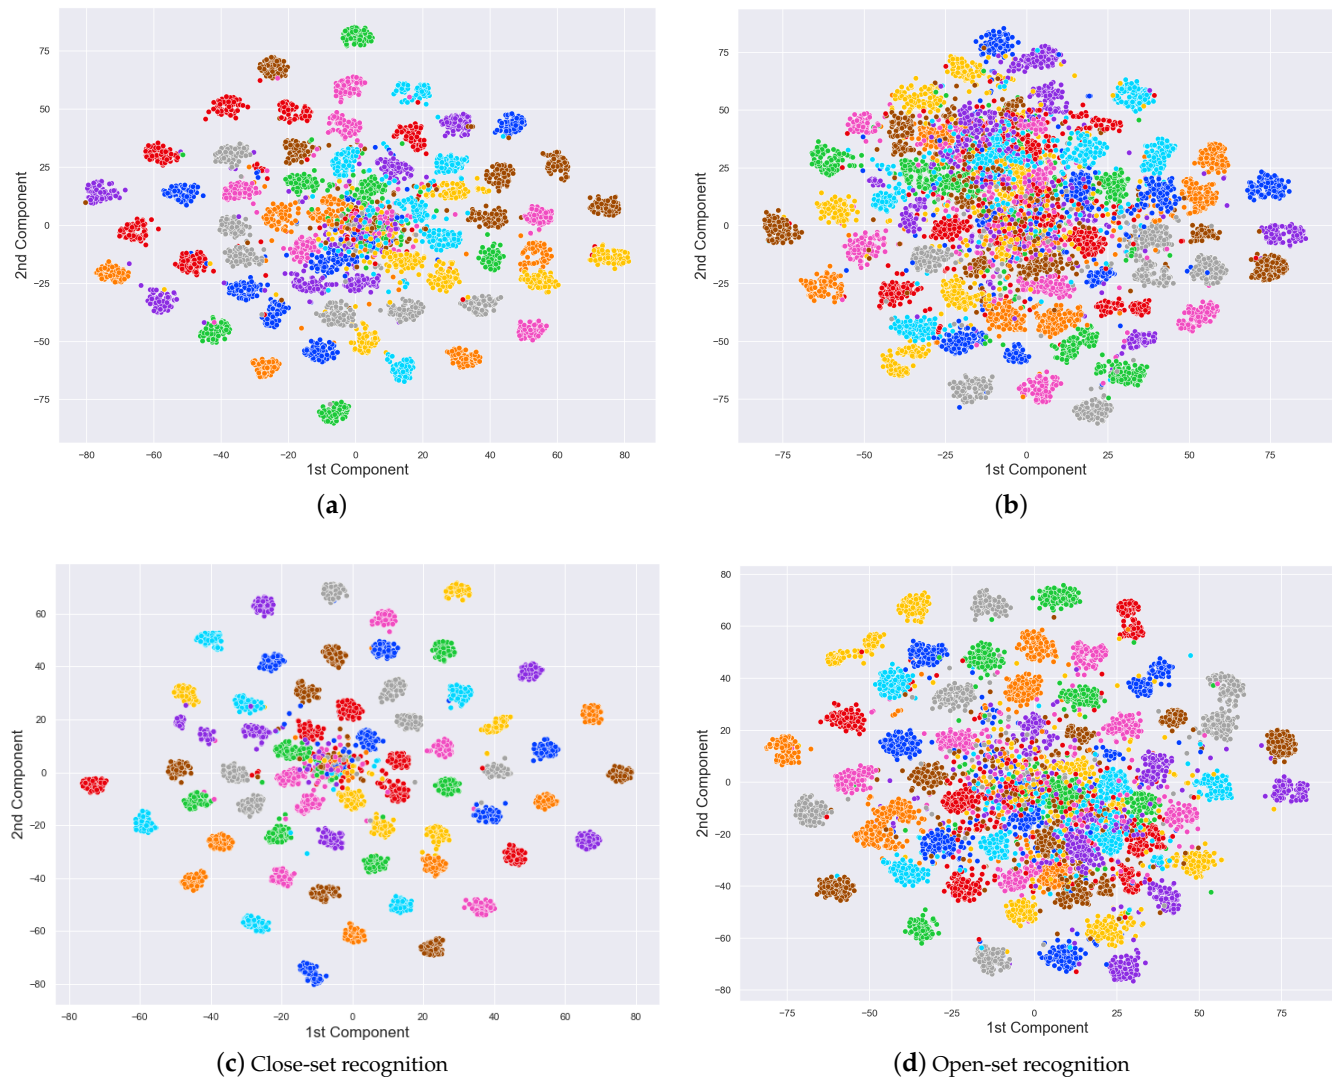 75
50
25
0
−25
−50
−75
2nd Component
−80 −60 −40 −20 0 20 40 60 80
1st Component
(a)
75
50
25
0
−25
−50
−75
2nd Component
−75 −50 −25 0 25 50 75
1st Component
(b)
60
40
20
0
−20
−40
−60
−80
2nd Component
−80 −60 −40 −20 0 20 40 60 80
1st Component
(c) Close-set recognition
80
60
40
20
0
−20
−40
−60
−80
2nd Component
−75 −50 −25 0 25 50 75
1st Component
(d) Open-set recognition